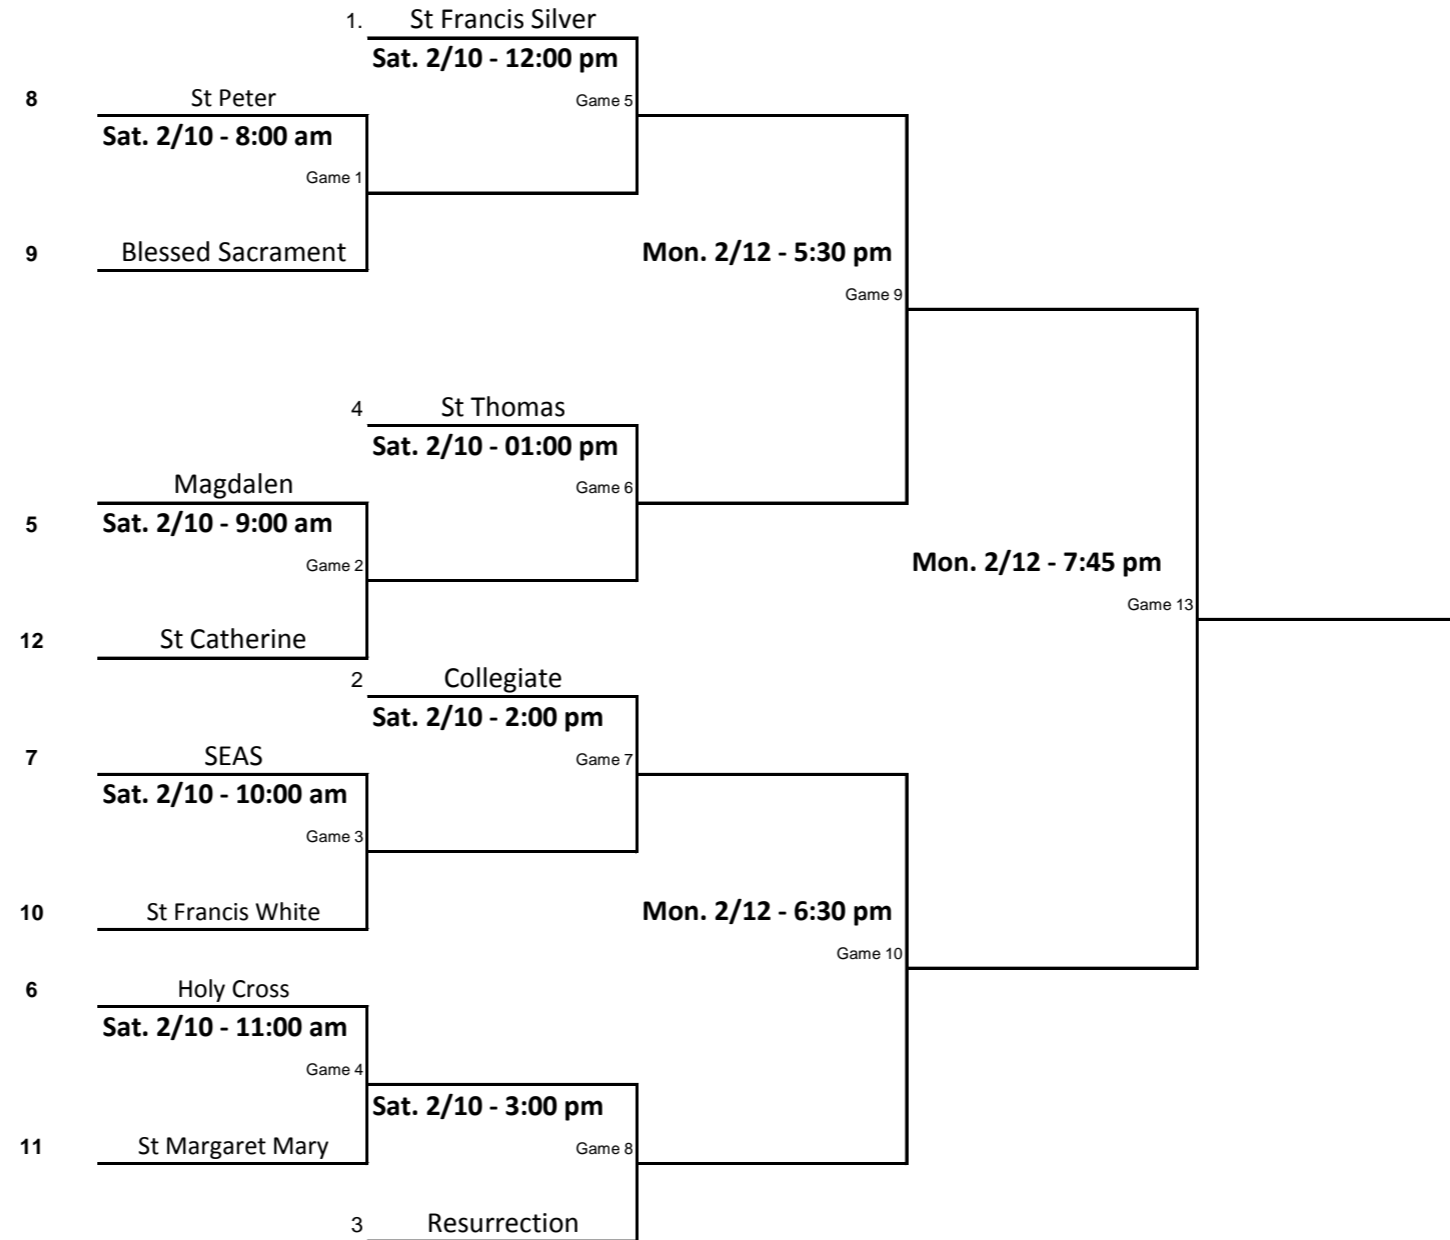 1. St Francis Silver
Sat. 2/10 - 12:00 pm
8 St Peter
Game 5
Sat. 2/10 - 8:00 am
Game 1
9 Blessed Sacrament
Mon. 2/12 - 5:30 pm
Game 9
4 St Thomas
Sat. 2/10 - 01:00 pm
Magdalen
Game 6
5 Sat. 2/10 - 9:00 am
Game 2
Mon. 2/12 - 7:45 pm
Game 13
12 St Catherine
2 Collegiate
Sat. 2/10 - 2:00 pm
7 SEAS
Game 7
Sat. 2/10 - 10:00 am
Game 3
10 St Francis White
Mon. 2/12 - 6:30 pm
Game 10
6 Holy Cross
Sat. 2/10 - 11:00 am
Game 4
Sat. 2/10 - 3:00 pm
11 St Margaret Mary
Game 8
3 Resurrection